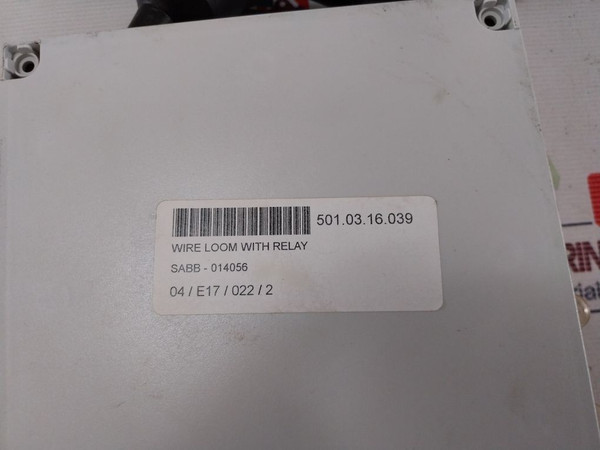 501.03.16.039
WIRE LOOM WITH RELAY
SABB - 014056
04 / E17 / 022 / 2